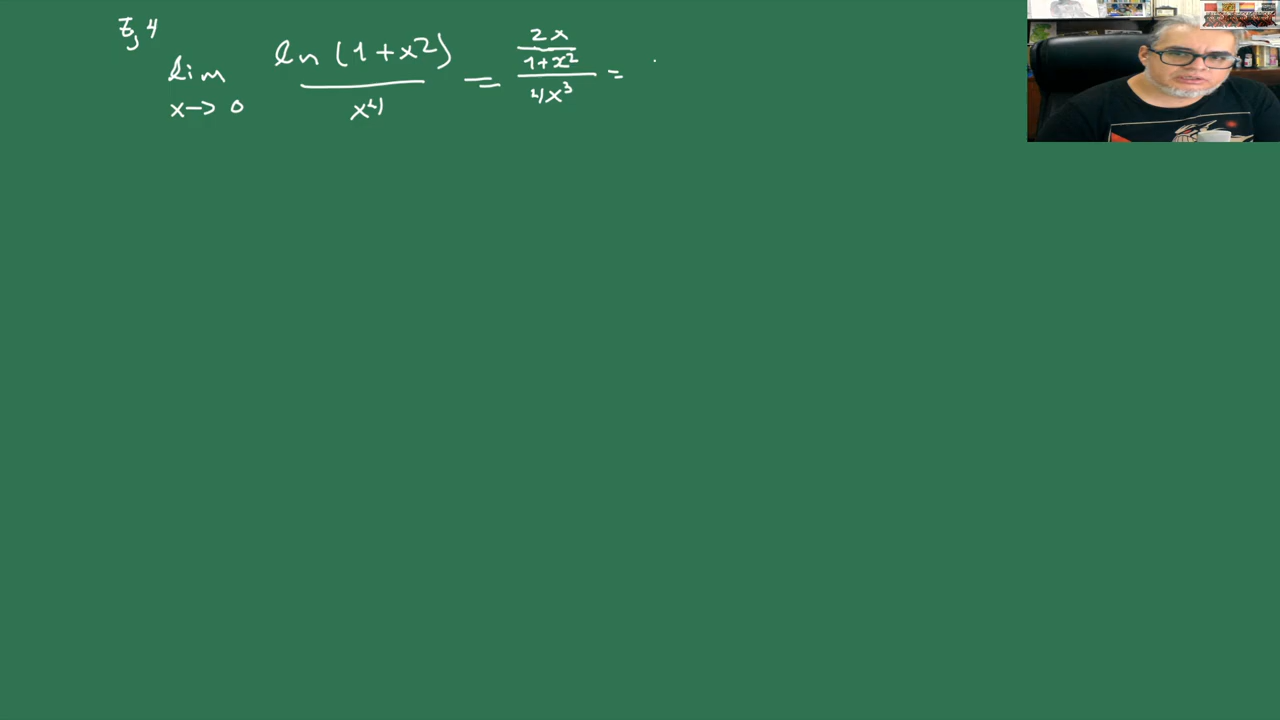 Ej 4
lim x→0 ln(1+x2) / x4 = (2x / (1+x²)) / 4x³ =